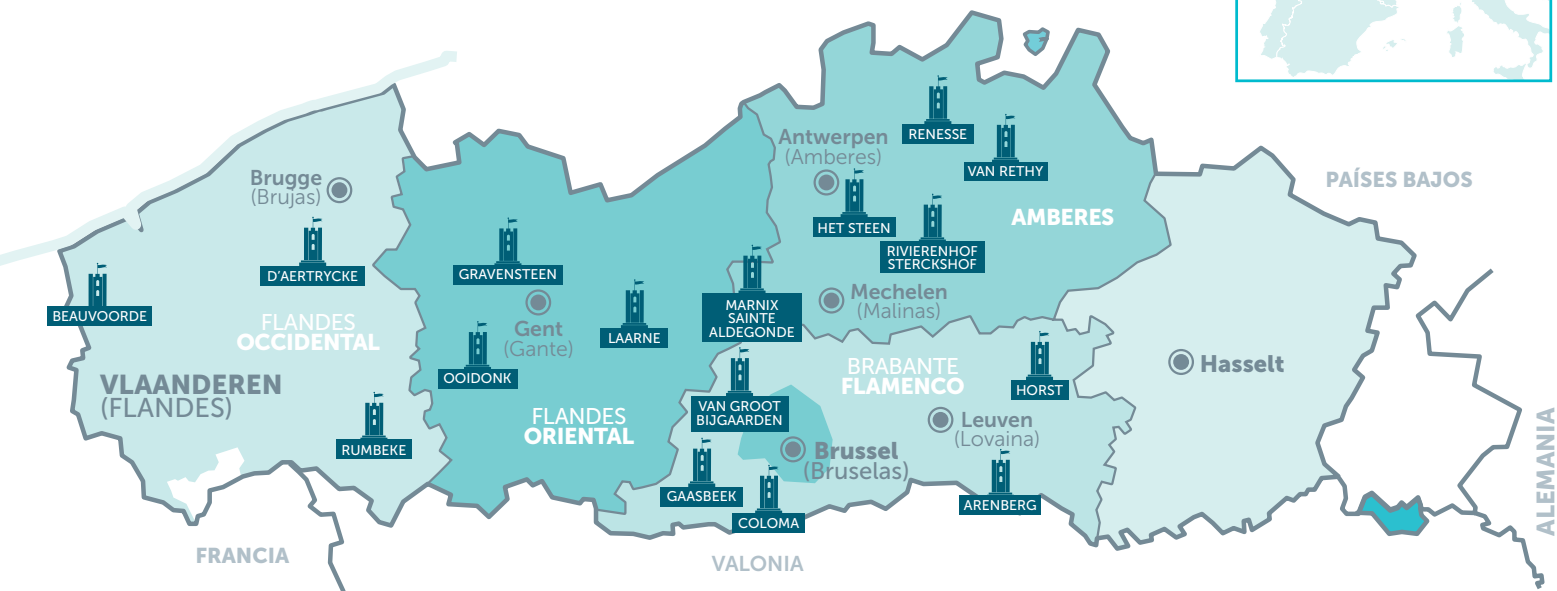 Antwerpen
(Amberes)
RENESSE
VAN RETHY
PAÍSES BAJOS
Brugge
(Brujas)
HET STEEN
AMBERES
D'AERTRYCKE
GRAVENSTEEN
RIVIERENHOF
STERCKSHOF
BEAUVOORDE
MARNIX
SAINTE
ALDEGONDE
Mechelen
(Malinas)
FLANDES
OCCIDENTAL
Gent
(Gante)
LAARNE
OOIDONK
BRABANTE
FLAMENCO
HORST
Hasselt
VLAANDEREN
(FLANDES)
VAN GROOT
BIJGAARDEN
FLANDES
ORIENTAL
Leuven
(Lovaina)
RUMBEKE
Brussel
(Bruselas)
GAASBEEK
COLOMA
ARENBERG
ALEMANIA
FRANCIA
VALONIA